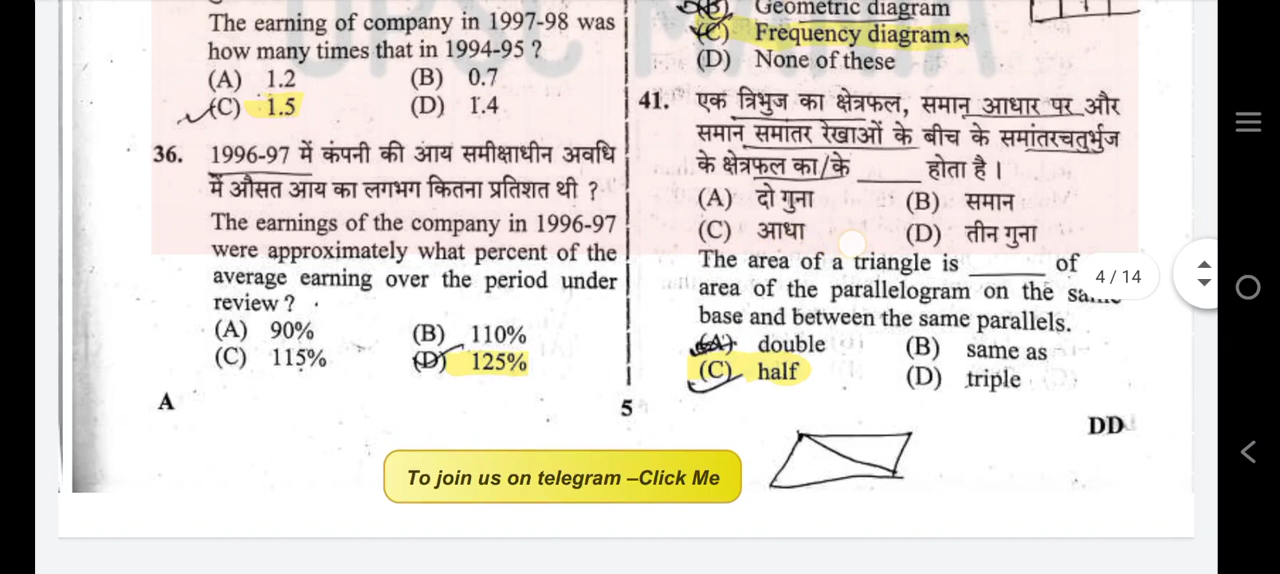 The earning of company in 1997-98 was
how many times that in 1994-95 ?
(A) 1.2 (B) 0.7
(C) 1.5 (D) 1.4
36. 1996-97 में कंपनी की आय समीक्षाधीन अवधि
में औसत आय का लगभग कितना प्रतिशत थी ?
The earnings of the company in 1996-97
were approximately what percent of the
average earning over the period under
review ?
(A) 90% (B) 110%
(C) 115% (D) 125%
A
5
Geometric diagram
(C) Frequency diagram
(D) None of these
41. एक त्रिभुज का क्षेत्रफल, समान आधार पर और
समान समांतर रेखाओं के बीच के समांतरचतुर्भुज
के क्षेत्रफल का/के ______ होता है ।
(A) दो गुना (B) समान
(C) आधा (D) तीन गुना
The area of a triangle is ______ of
area of the parallelogram on the
base and between the same parallels.
(A) double (B) same as
(C) half (D) triple
DD
4 / 14
To join us on telegram –Click Me